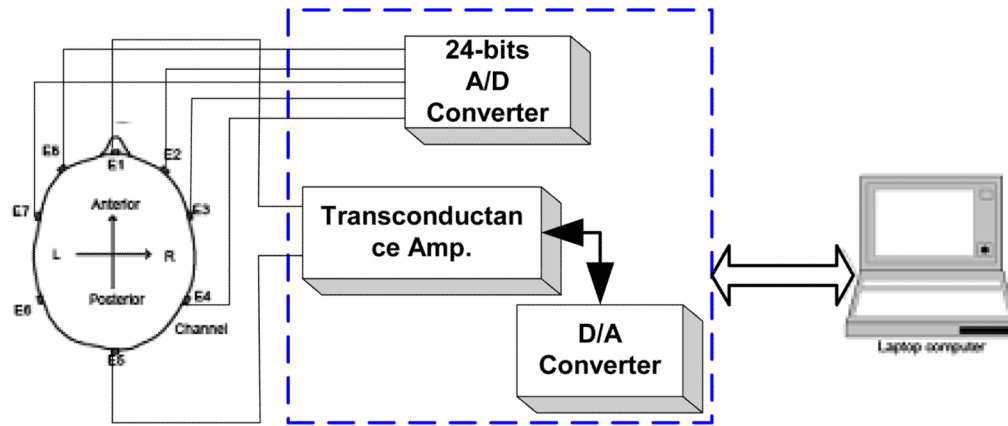 24-bits
A/D
Converter
E8
E1
E2
E7
Anterior
E3
L
R
Posterior
E6
E4
Channel
E5
Transconductan
ce Amp.
D/A
Converter
Laptop computer